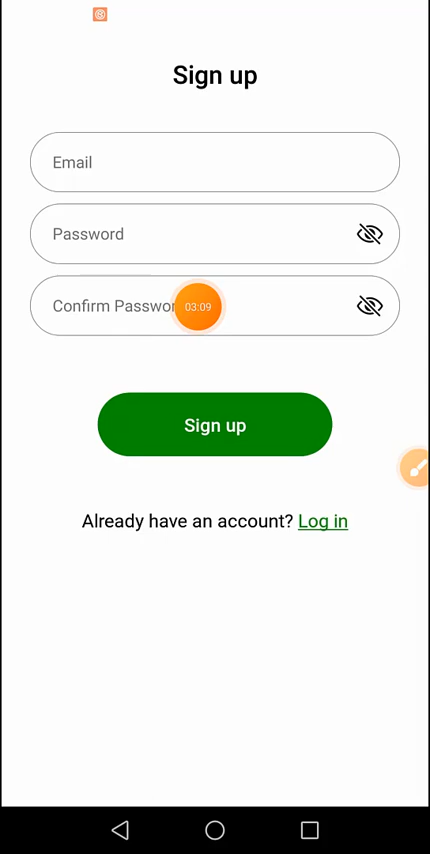 Sign up
Email
Password
Confirm Passwor
03:09
Sign up
Already have an account? Log in